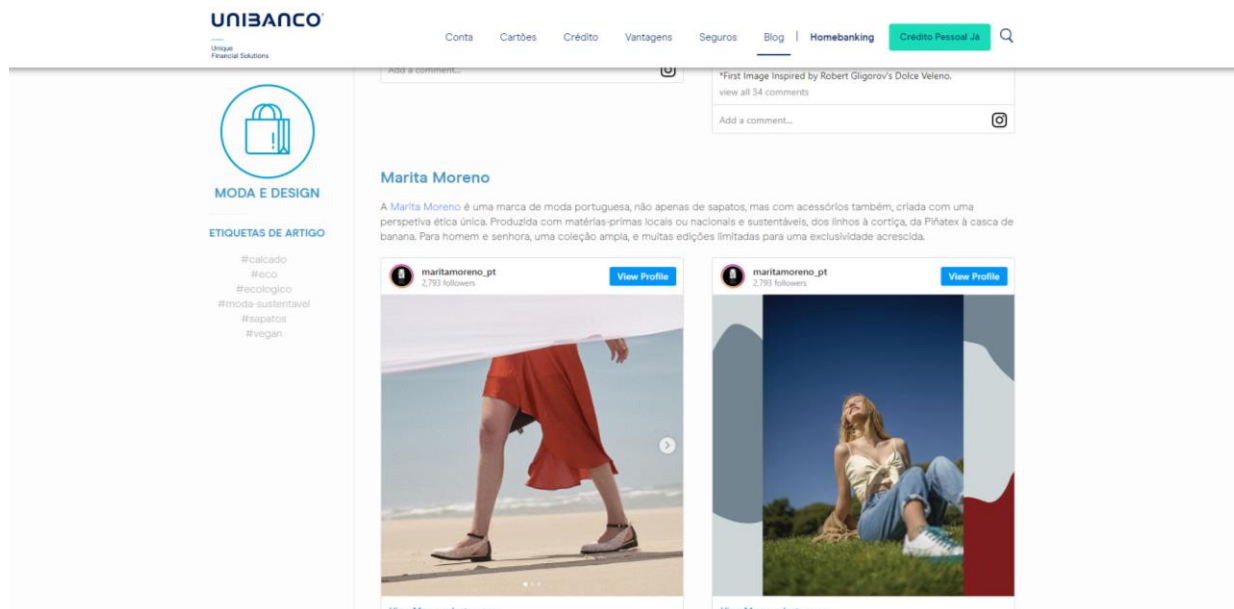 UNIBANCO
Unique
Financial Solutions
Conta Cartões Crédito Vantagens Seguros Blog | Homebanking Crédito Pessoal Já
Add a comment...
*First Image Inspired by Robert Gligorov's Dolce Veleno.
view all 34 comments
Add a comment...
MODA E DESIGN
ETIQUETAS DE ARTIGO
#calcado
#eco
#ecologico
#moda-sustentavel
#sapatos
#vegan
Marita Moreno
A Marita Moreno é uma marca de moda portuguesa, não apenas de sapatos, mas com acessórios também, criada com uma
perspetiva ética única. Produzida com matérias-primas locais ou nacionais e sustentáveis, dos linhos à cortiça, da Piñatex à casca de
banana. Para homem e senhora, uma coleção ampla, e muitas edições limitadas para uma exclusividade acrescida.
maritamoreno_pt
2,793 followers
View Profile
maritamoreno_pt
2,793 followers
View Profile